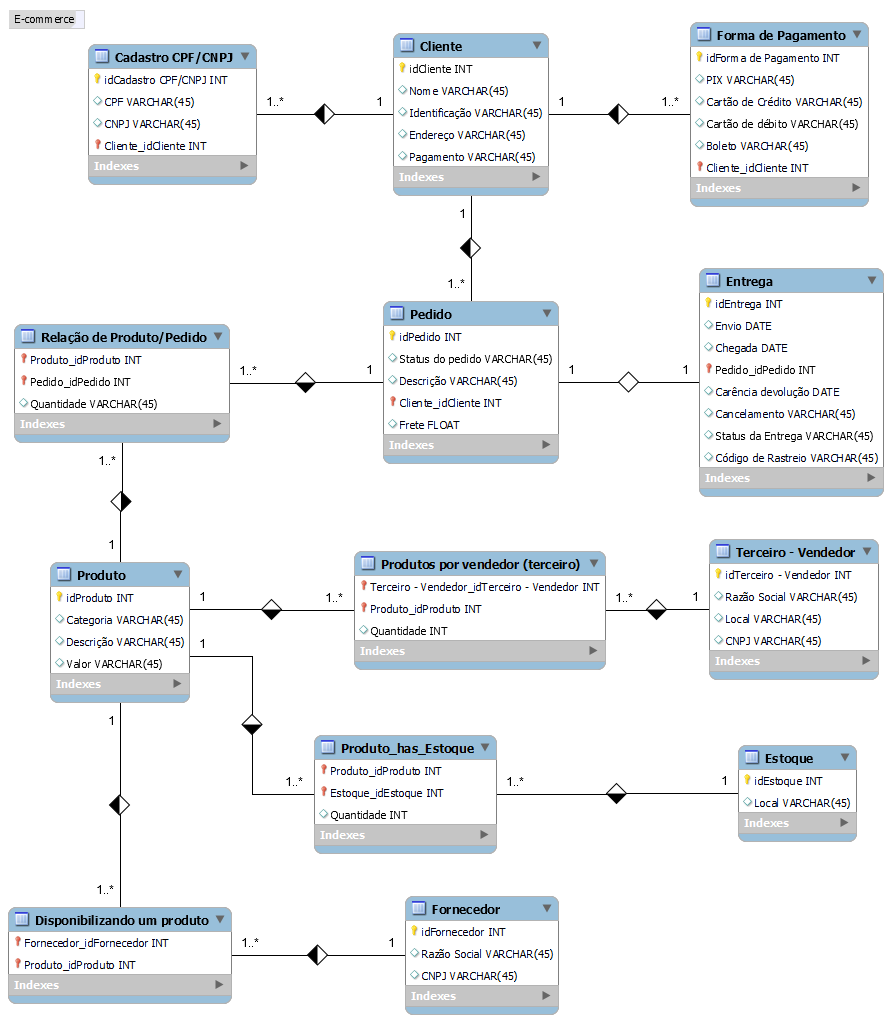 E-commerce
Cadastro CPF/CNPJ
idCadastro CPF/CNPJ INT
CPF VARCHAR(45)
CNPJ VARCHAR(45)
Cliente_idCliente INT
Indexes
1..*
1
Cliente
idCliente INT
Nome VARCHAR(45)
Identificação VARCHAR(45)
Endereço VARCHAR(45)
Pagamento VARCHAR(45)
Indexes
1
1..*
Forma de Pagamento
idForma de Pagamento INT
PIX VARCHAR(45)
Cartão de Crédito VARCHAR(45)
Cartão de débito VARCHAR(45)
Boleto VARCHAR(45)
Cliente_idCliente INT
Indexes
1
1..*
Relação de Produto/Pedido
Produto_idProduto INT
Pedido_idPedido INT
Quantidade VARCHAR(45)
Indexes
1..*
1
Pedido
idPedido INT
Status do pedido VARCHAR(45)
Descrição VARCHAR(45)
Cliente_idCliente INT
Frete FLOAT
Indexes
1
1
Entrega
idEntrega INT
Envio DATE
Chegada DATE
Pedido_idPedido INT
Carência devolução DATE
Cancelamento VARCHAR(45)
Status da Entrega VARCHAR(45)
Código de Rastreio VARCHAR(45)
Indexes
1..*
1
Produto
idProduto INT
Categoria VARCHAR(45)
Descrição VARCHAR(45)
Valor VARCHAR(45)
Indexes
1
1..*
Produtos por vendedor (terceiro)
Terceiro - Vendedor_idTerceiro - Vendedor INT
Produto_idProduto INT
Quantidade INT
Indexes
1..*
1
Terceiro - Vendedor
idTerceiro - Vendedor INT
Razão Social VARCHAR(45)
Local VARCHAR(45)
CNPJ VARCHAR(45)
Indexes
1
1..*
Produto_has_Estoque
Produto_idProduto INT
Estoque_idEstoque INT
Quantidade INT
Indexes
1..*
1
Estoque
idEstoque INT
Local VARCHAR(45)
Indexes
1
1..*
Disponibilizando um produto
Fornecedor_idFornecedor INT
Produto_idProduto INT
Indexes
1..*
1
Fornecedor
idFornecedor INT
Razão Social VARCHAR(45)
CNPJ VARCHAR(45)
Indexes